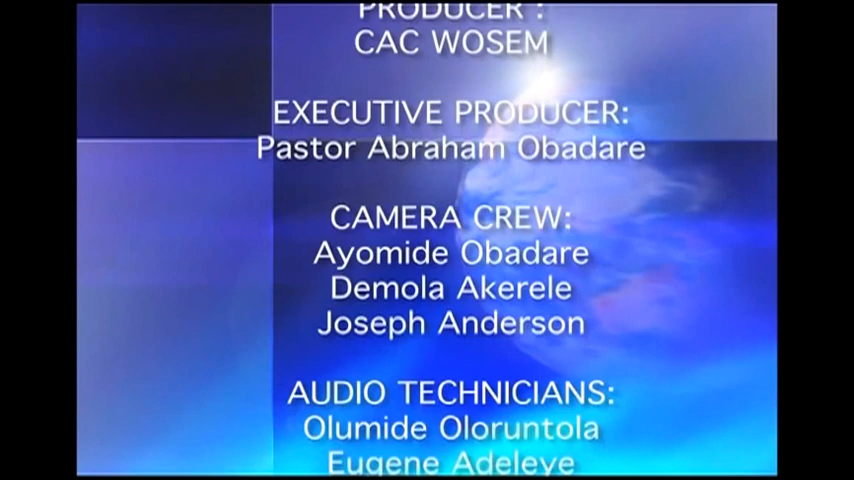 PRODUCER :
CAC WOSEM
EXECUTIVE PRODUCER:
Pastor Abraham Obadare
CAMERA CREW:
Ayomide Obadare
Demola Akerele
Joseph Anderson
AUDIO TECHNICIANS:
Olumide Oloruntola
Eugene Adeleye